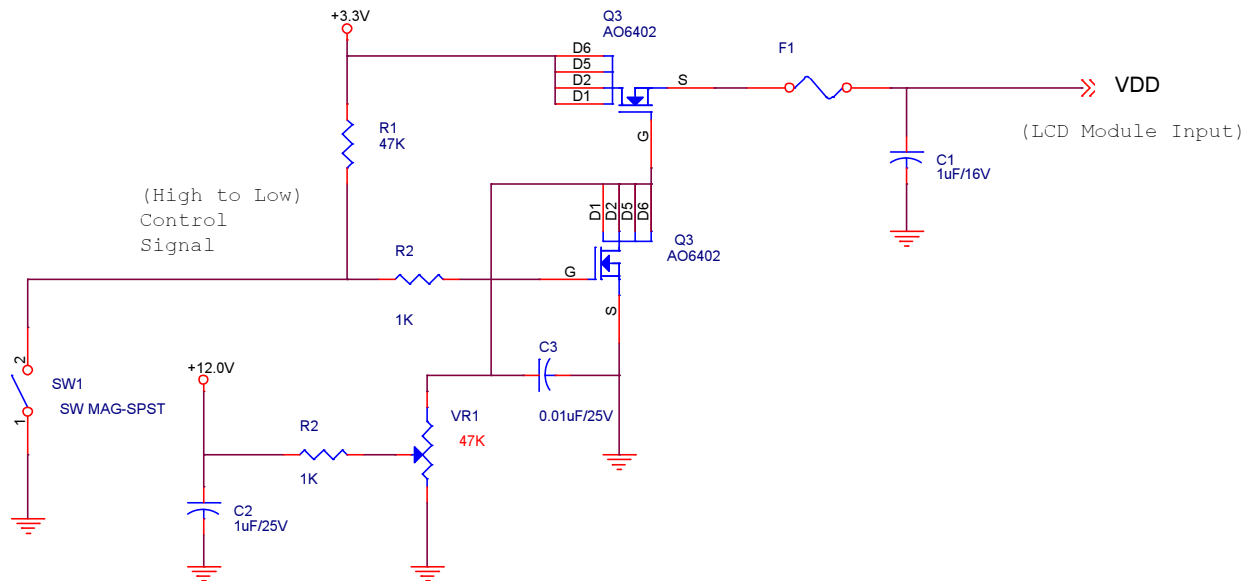 +3.3V
Q3
AO6402
D6
D5
D2
D1
S
G
F1
VDD
(LCD Module Input)
R1
47K
C1
1uF/16V
(High to Low)
Control
Signal
D1
D2
D5
D6
Q3
AO6402
R2
1K
G
S
2
1
SW1
SW MAG-SPST
+12.0V
C3
0.01uF/25V
VR1
47K
R2
1K
C2
1uF/25V